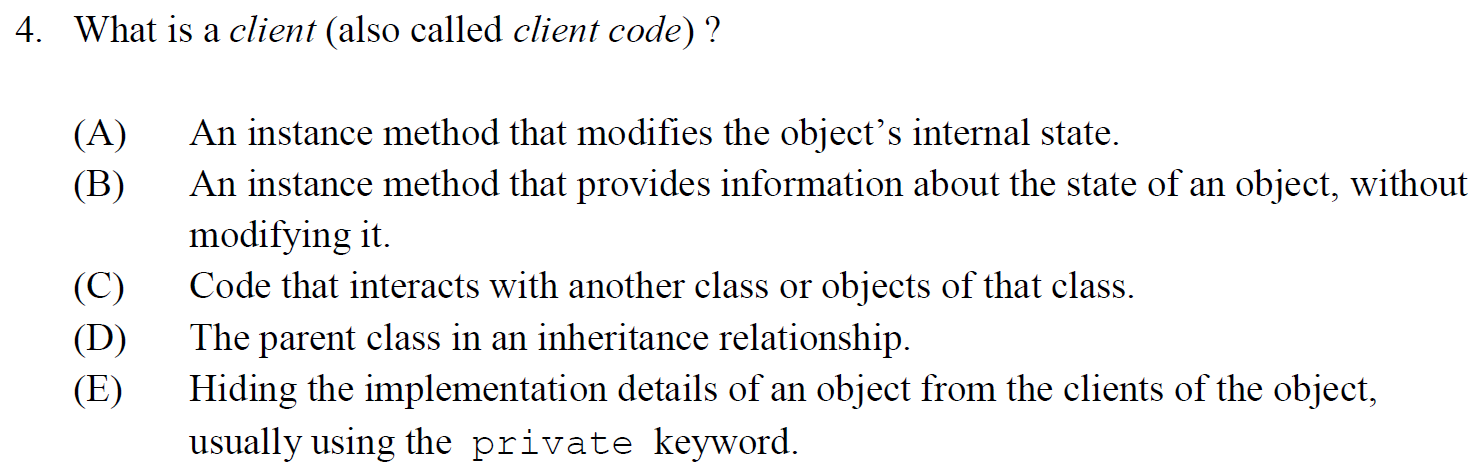 4. What is a client (also called client code) ?
(A) An instance method that modifies the object’s internal state.
(B) An instance method that provides information about the state of an object, without
modifying it.
(C) Code that interacts with another class or objects of that class.
(D) The parent class in an inheritance relationship.
(E) Hiding the implementation details of an object from the clients of the object,
usually using the private keyword.